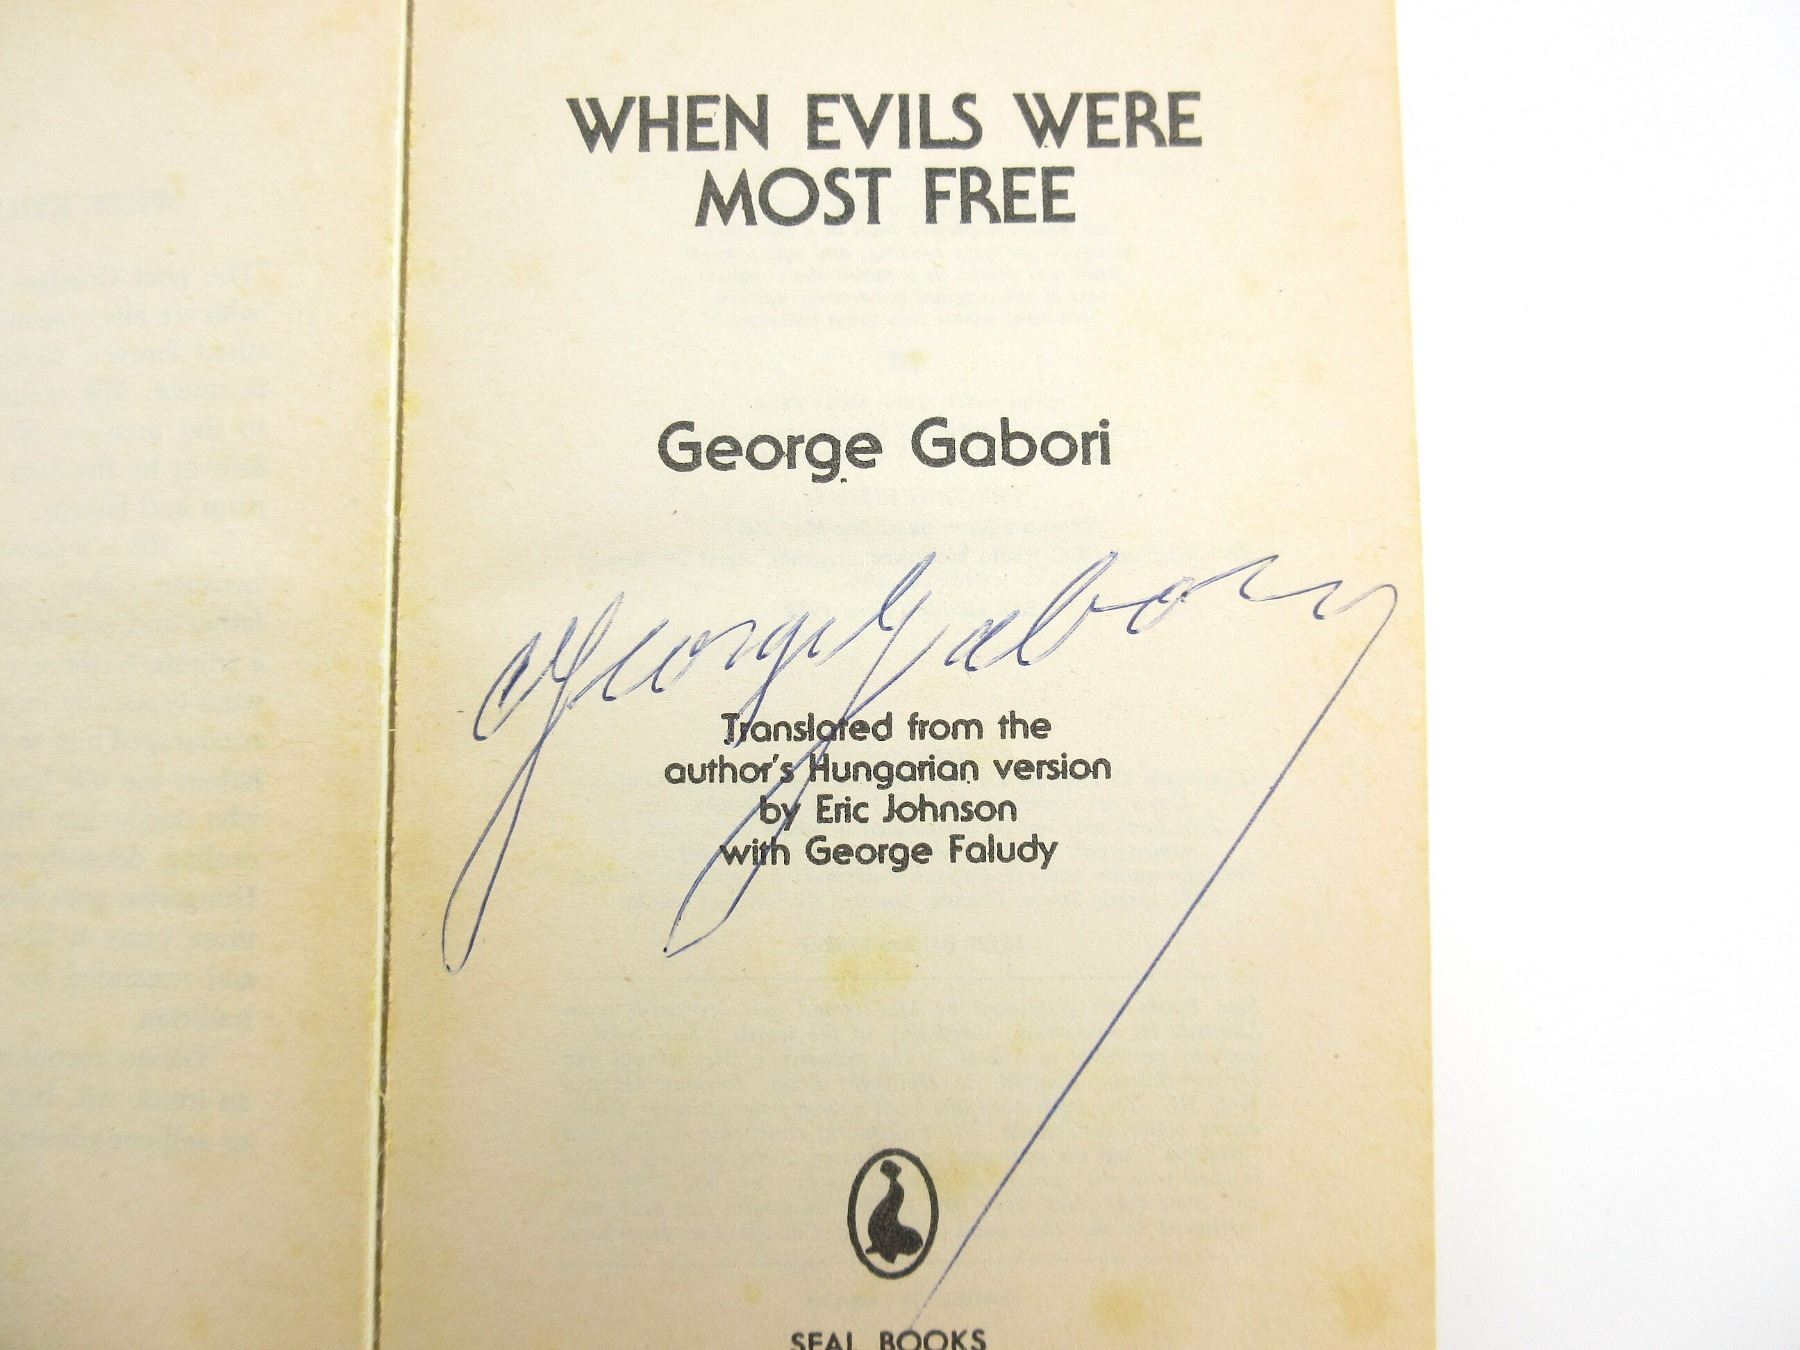 WHEN EVILS WERE
MOST FREE
George Gabori
George Gabori
Translated from the
author's Hungarian version
by Eric Johnson
with George Faludy
SEAL BOOKS